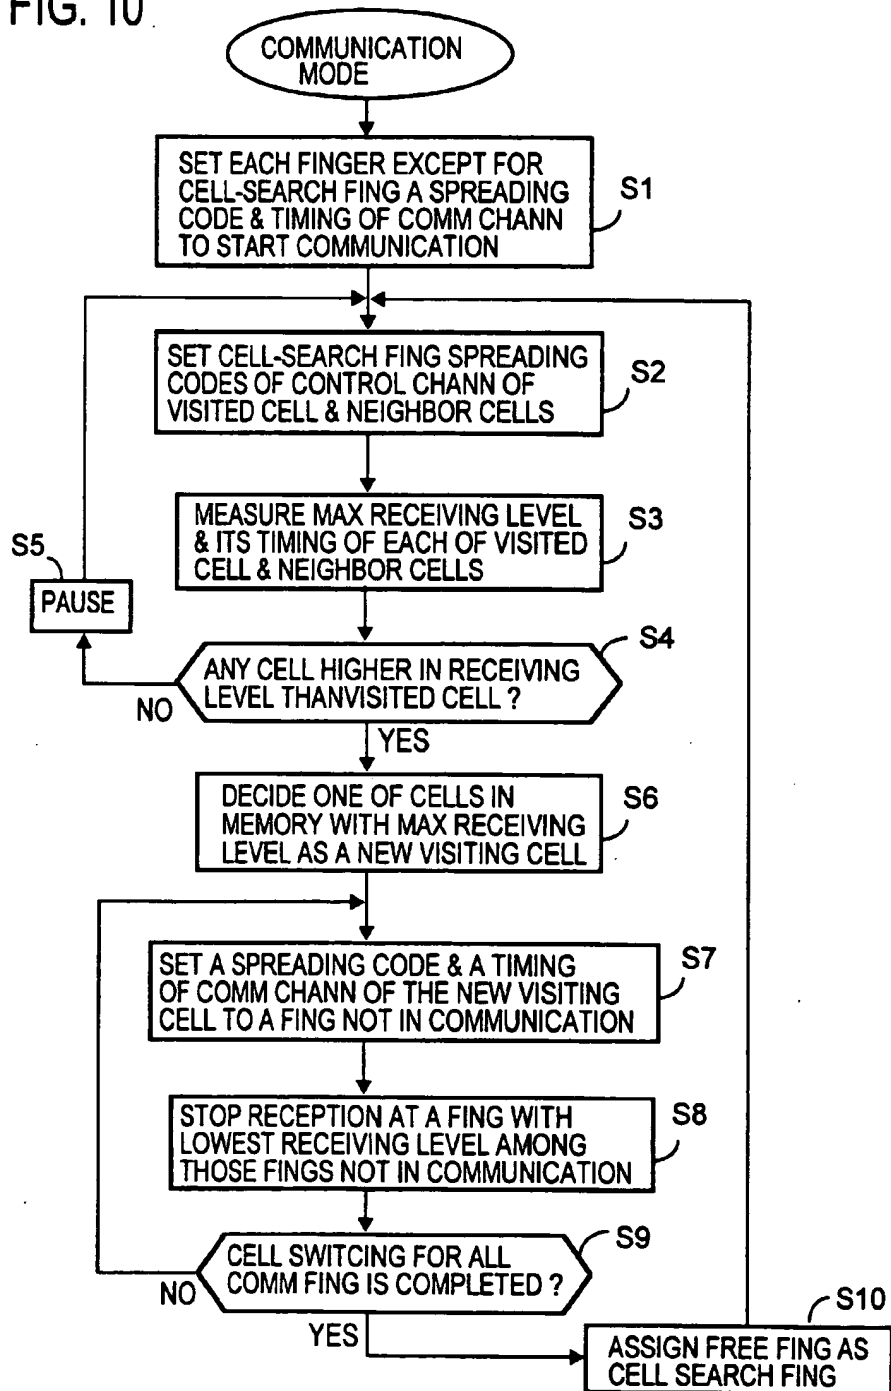 FIG. 10
COMMUNICATION
MODE
SET EACH FINGER EXCEPT FOR
CELL-SEARCH FING A SPREADING
CODE & TIMING OF COMM CHANN
TO START COMMUNICATION
S1
SET CELL-SEARCH FING SPREADING
CODES OF CONTROL CHANN OF
VISITED CELL & NEIGHBOR CELLS
S2
MEASURE MAX RECEIVING LEVEL
& ITS TIMING OF EACH OF VISITED
CELL & NEIGHBOR CELLS
S3
S5
PAUSE
ANY CELL HIGHER IN RECEIVING
LEVEL THANVISITED CELL ?
S4
NO
YES
DECIDE ONE OF CELLS IN
MEMORY WITH MAX RECEIVING
LEVEL AS A NEW VISITING CELL
S6
SET A SPREADING CODE & A TIMING
OF COMM CHANN OF THE NEW VISITING
CELL TO A FING NOT IN COMMUNICATION
S7
STOP RECEPTION AT A FING WITH
LOWEST RECEIVING LEVEL AMONG
THOSE FINGS NOT IN COMMUNICATION
S8
CELL SWITCING FOR ALL
COMM FING IS COMPLETED ?
S9
NO
YES
S10
ASSIGN FREE FING AS
CELL SEARCH FING